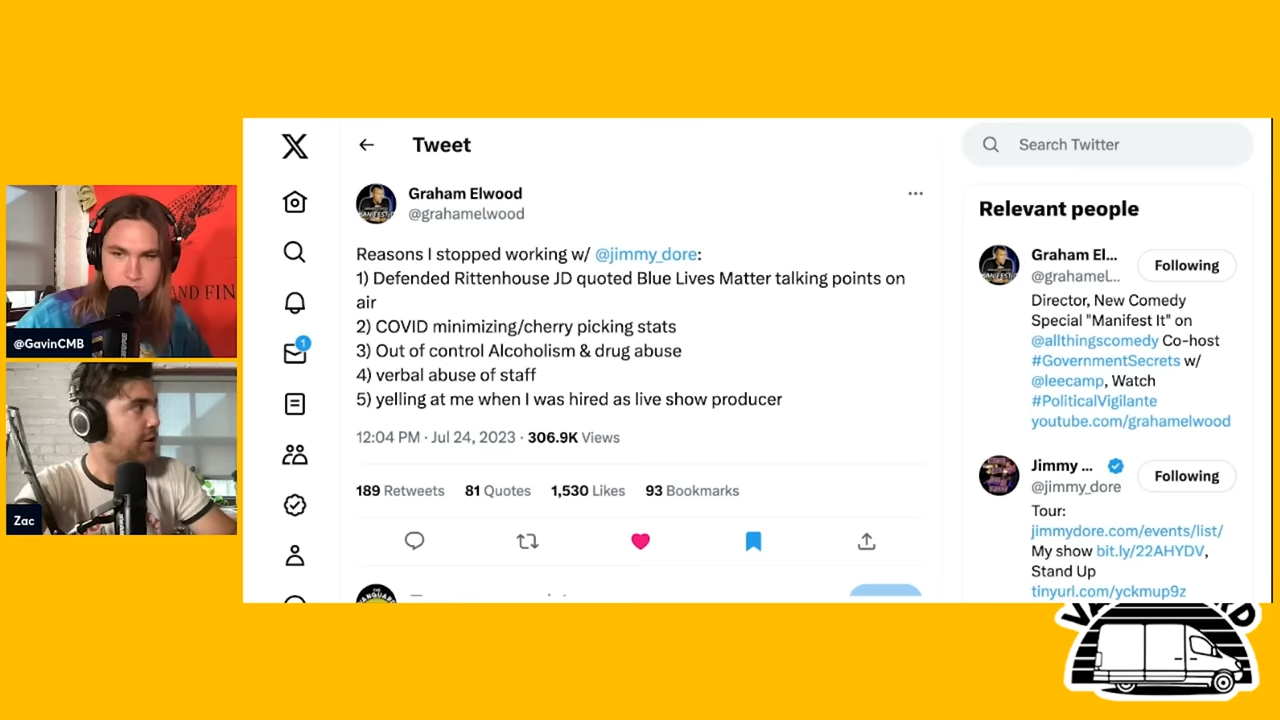 Tweet
Graham Elwood
@grahamelwood
Reasons I stopped working w/ @jimmy_dore:
1) Defended Rittenhouse JD quoted Blue Lives Matter talking points on
air
2) COVID minimizing/cherry picking stats
3) Out of control Alcoholism & drug abuse
4) verbal abuse of staff
5) yelling at me when I was hired as live show producer
12:04 PM · Jul 24, 2023 · 306.9K Views
189 Retweets 81 Quotes 1,530 Likes 93 Bookmarks
1
Search Twitter
Relevant people
Graham El...
@grahamel...
Following
Director, New Comedy
Special "Manifest It" on
@allthingscomedy Co-host
#GovernmentSecrets w/
@leecamp, Watch
#PoliticalVigilante
youtube.com/grahamelwood
Jimmy ...
@jimmy_dore
Following
Tour:
jimmydore.com/events/list/
My show bit.ly/22AHYDV,
Stand Up
tinyurl.com/yckmup9z
AND FIN
@GavinCMB
Zac